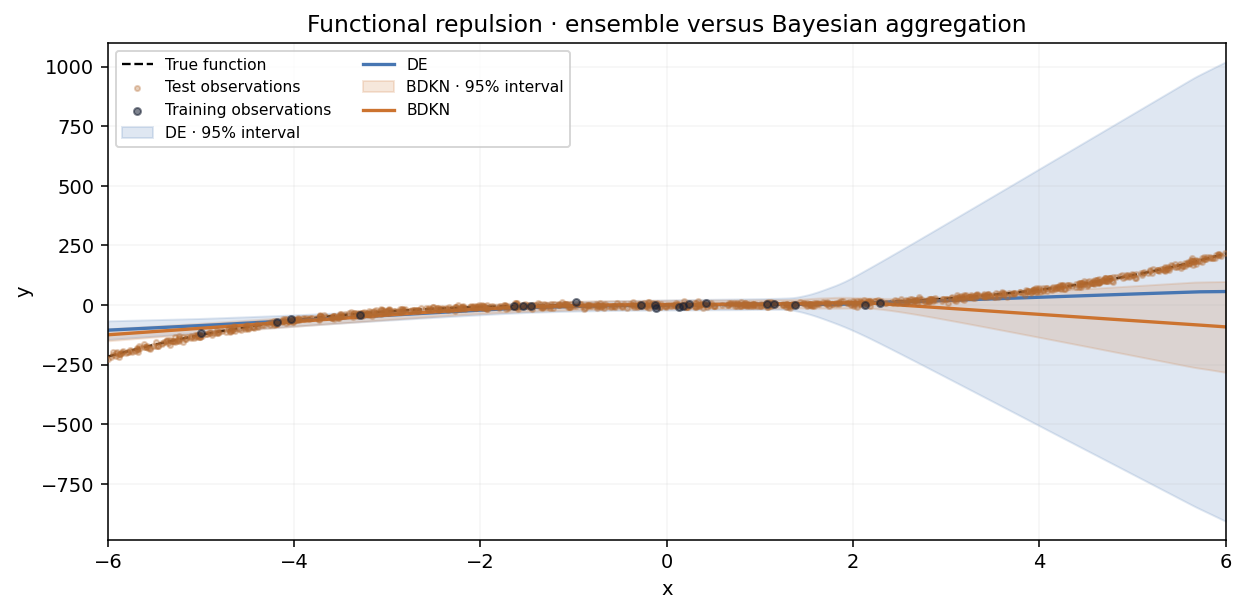 Functional repulsion · ensemble versus Bayesian aggregation
True function
Test observations
Training observations
DE · 95% interval
DE
BDKN · 95% interval
BDKN
1000
750
500
250
0
−250
−500
−750
y
−6
−4
−2
0
2
4
6
x